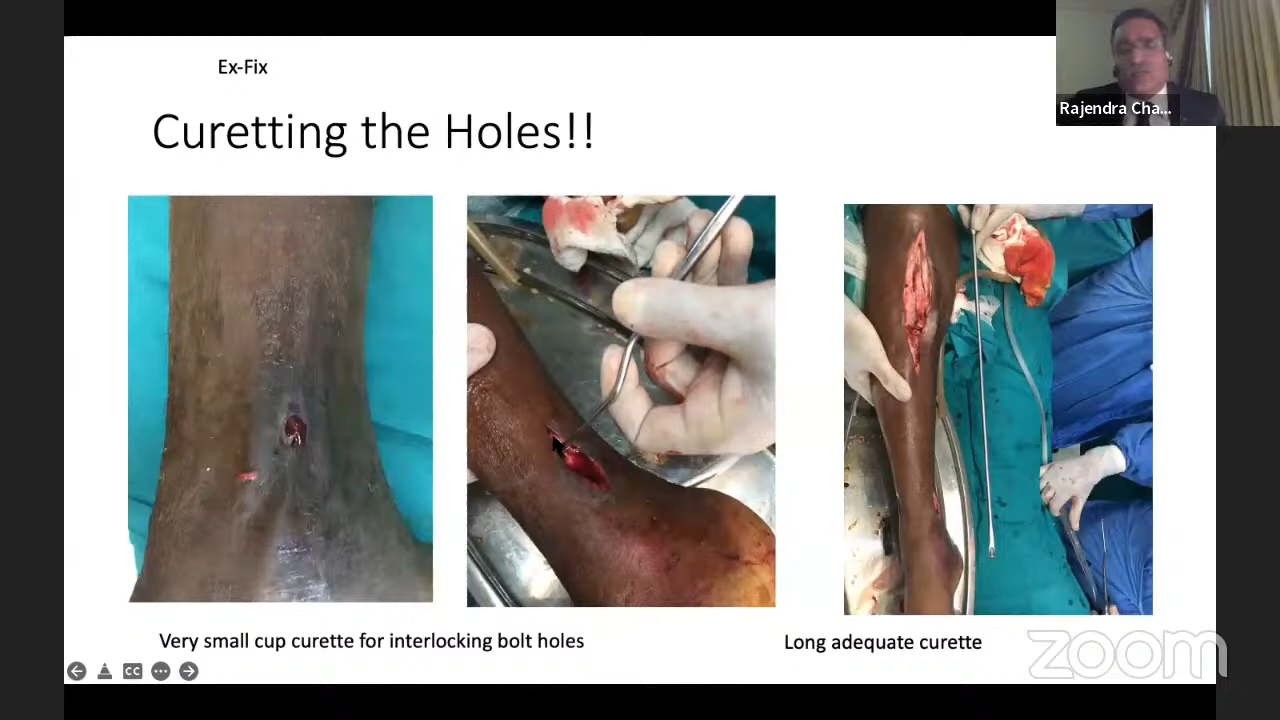 Ex-Fix
Rajendra Cha...
Curetting the Holes!!
Very small cup curette for interlocking bolt holes
Long adequate curette
CC
zoom